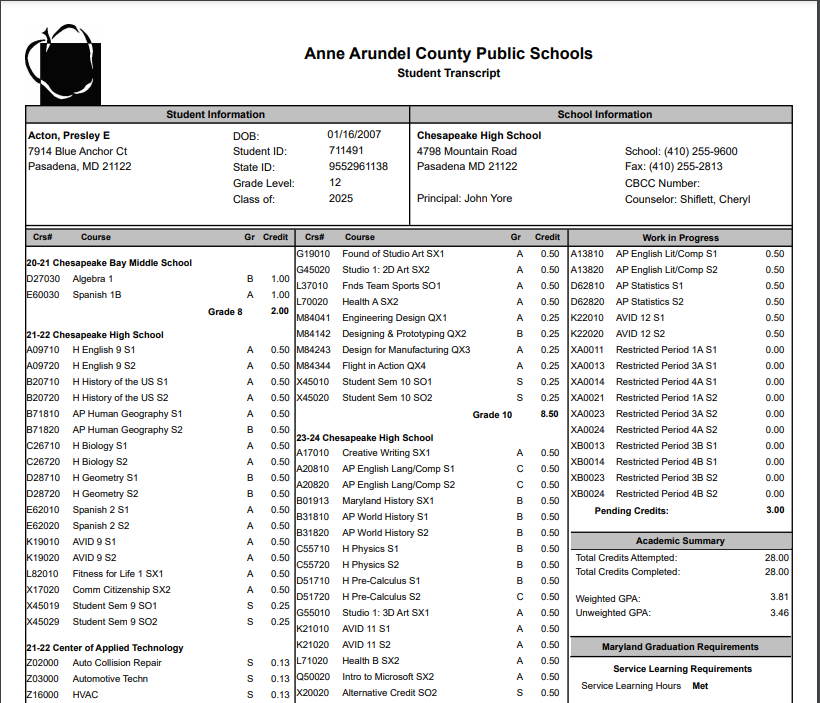 Anne Arundel County Public Schools
Student Transcript
Student Information
Acton, Presley E
7914 Blue Anchor Ct
Pasadena, MD 21122
DOB: 01/16/2007
Student ID: 711491
State ID: 9552961138
Grade Level: 12
Class of: 2025
School Information
Chesapeake High School
4798 Mountain Road
Pasadena MD 21122
Principal: John Yore
School: (410) 255-9600
Fax: (410) 255-2813
CBCC Number:
Counselor: Shiflett, Cheryl
Crs# Course Gr Credit
20-21 Chesapeake Bay Middle School
D27030 Algebra 1 B 1.00
E60030 Spanish 1B A 1.00
Grade 8 2.00
21-22 Chesapeake High School
A09710 H English 9 S1 A 0.50
A09720 H English 9 S2 A 0.50
B20710 H History of the US S1 A 0.50
B20720 H History of the US S2 A 0.50
B71810 AP Human Geography S1 A 0.50
B71820 AP Human Geography S2 B 0.50
C26710 H Biology S1 A 0.50
C26720 H Biology S2 A 0.50
D28710 H Geometry S1 B 0.50
D28720 H Geometry S2 B 0.50
E62010 Spanish 2 S1 A 0.50
E62020 Spanish 2 S2 A 0.50
K19010 AVID 9 S1 A 0.50
K19020 AVID 9 S2 A 0.50
L82010 Fitness for Life 1 SX1 A 0.50
X17020 Comm Citizenship SX2 A 0.50
X45019 Student Sem 9 SO1 S 0.25
X45029 Student Sem 9 SO2 S 0.25
21-22 Center of Applied Technology
Z02000 Auto Collision Repair S 0.13
Z03000 Automotive Techn S 0.13
Z16000 HVAC S 0.13
Crs# Course Gr Credit
G19010 Found of Studio Art SX1 A 0.50
G45020 Studio 1: 2D Art SX2 A 0.50
L37010 Fnds Team Sports SO1 A 0.50
L70020 Health A SX2 A 0.50
M84041 Engineering Design QX1 A 0.25
M84142 Designing & Prototyping QX2 B 0.25
M84243 Design for Manufacturing QX3 A 0.25
M84344 Flight in Action QX4 A 0.25
X45010 Student Sem 10 SO1 S 0.25
X45020 Student Sem 10 SO2 S 0.25
Grade 10 8.50
23-24 Chesapeake High School
A17010 Creative Writing SX1 A 0.50
A20810 AP English Lang/Comp S1 C 0.50
A20820 AP English Lang/Comp S2 C 0.50
B01913 Maryland History SX1 B 0.50
B31810 AP World History S1 B 0.50
B31820 AP World History S2 B 0.50
C55710 H Physics S1 B 0.50
C55720 H Physics S2 B 0.50
D51710 H Pre-Calculus S1 B 0.50
D51720 H Pre-Calculus S2 C 0.50
G55010 Studio 1: 3D Art SX1 A 0.50
K21010 AVID 11 S1 A 0.50
K21020 AVID 11 S2 A 0.50
L71020 Health B SX2 A 0.50
Q50020 Intro to Microsoft SX2 A 0.50
X20020 Alternative Credit SO2 S 0.50
Work in Progress
A13810 AP English Lit/Comp S1 0.50
A13820 AP English Lit/Comp S2 0.50
D62810 AP Statistics S1 0.50
D62820 AP Statistics S2 0.50
K22010 AVID 12 S1 0.50
K22020 AVID 12 S2 0.50
XA0011 Restricted Period 1A S1 0.00
XA0013 Restricted Period 3A S1 0.00
XA0014 Restricted Period 4A S1 0.00
XA0021 Restricted Period 1A S2 0.00
XA0023 Restricted Period 3A S2 0.00
XA0024 Restricted Period 4A S2 0.00
XB0013 Restricted Period 3B S1 0.00
XB0014 Restricted Period 4B S1 0.00
XB0023 Restricted Period 3B S2 0.00
XB0024 Restricted Period 4B S2 0.00
Pending Credits: 3.00
Academic Summary
Total Credits Attempted: 28.00
Total Credits Completed: 28.00
Weighted GPA: 3.81
Unweighted GPA: 3.46
Maryland Graduation Requirements
Service Learning Requirements
Service Learning Hours Met